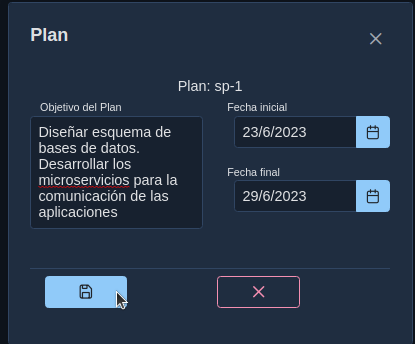 Plan
Plan: sp-1
Objetivo del Plan
Diseñar esquema de
bases de datos.
Desarrollar los
microservicios para la
comunicación de las
aplicaciones
Fecha inicial
23/6/2023
Fecha final
29/6/2023